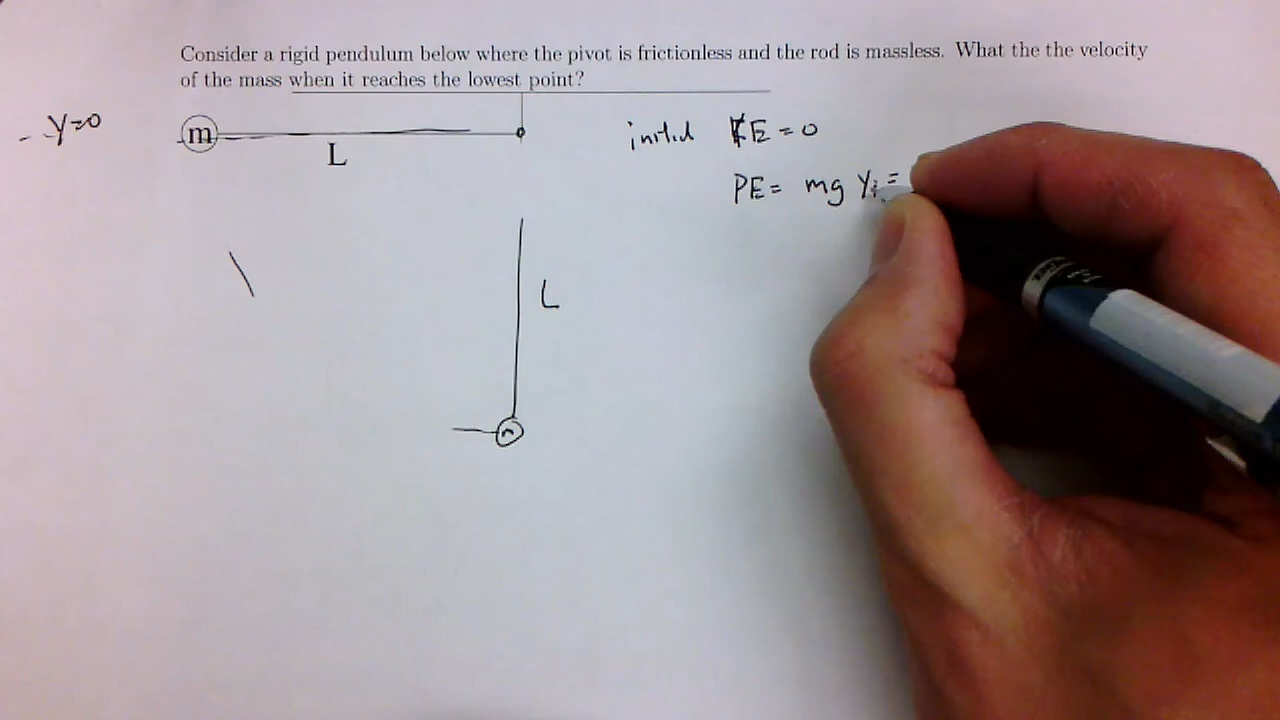 Consider a rigid pendulum below where the pivot is frictionless and the rod is massless. What the the velocity
of the mass when it reaches the lowest point?
y=0
m
L
KE = 0
PE = mg yi =
L